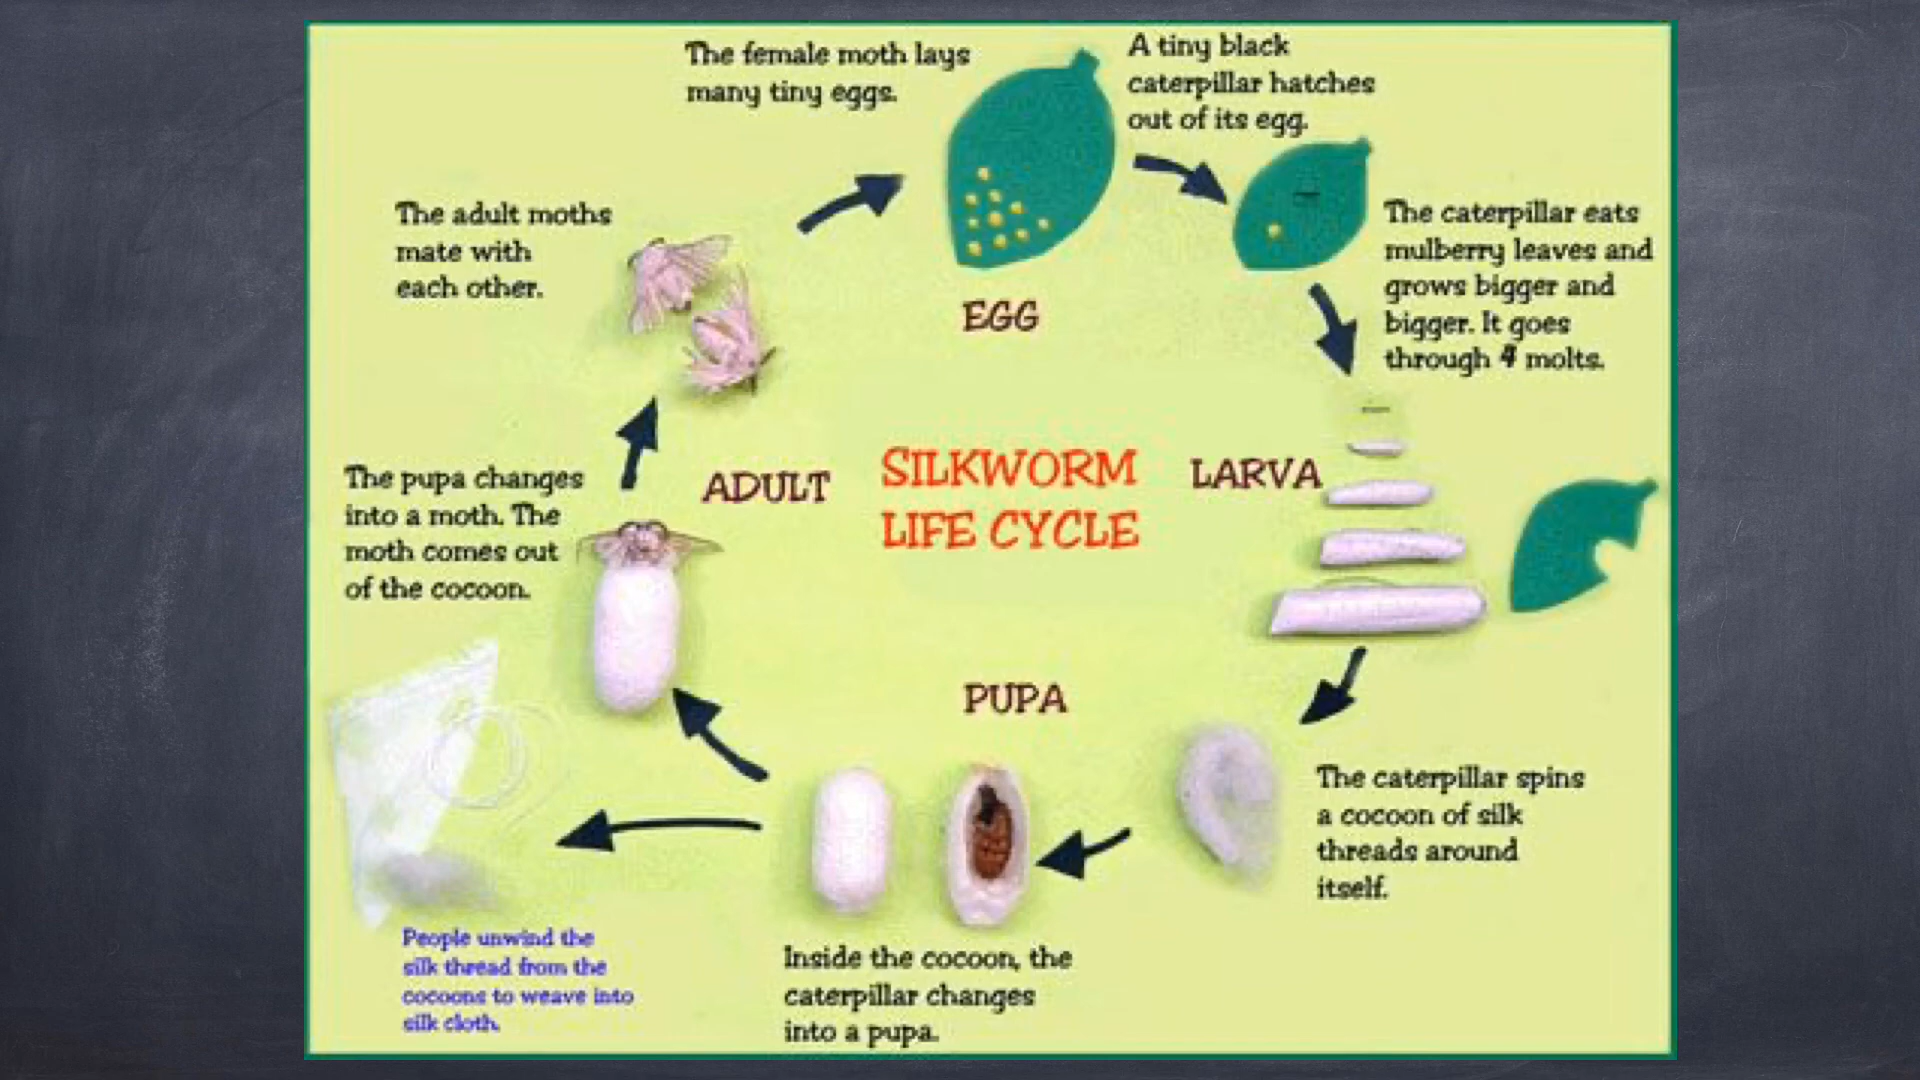 The female moth lays
many tiny eggs.
A tiny black
caterpillar hatches
out of its egg.
The caterpillar eats
mulberry leaves and
grows bigger and
bigger. It goes
through 4 molts.
The adult moths
mate with
each other.
EGG
LARVA
SILKWORM
LIFE CYCLE
ADULT
The pupa changes
into a moth. The
moth comes out
of the cocoon.
PUPA
The caterpillar spins
a cocoon of silk
threads around
itself.
Inside the cocoon, the
caterpillar changes
into a pupa.
People unwind the
silk thread from the
cocoons to weave into
silk cloth.